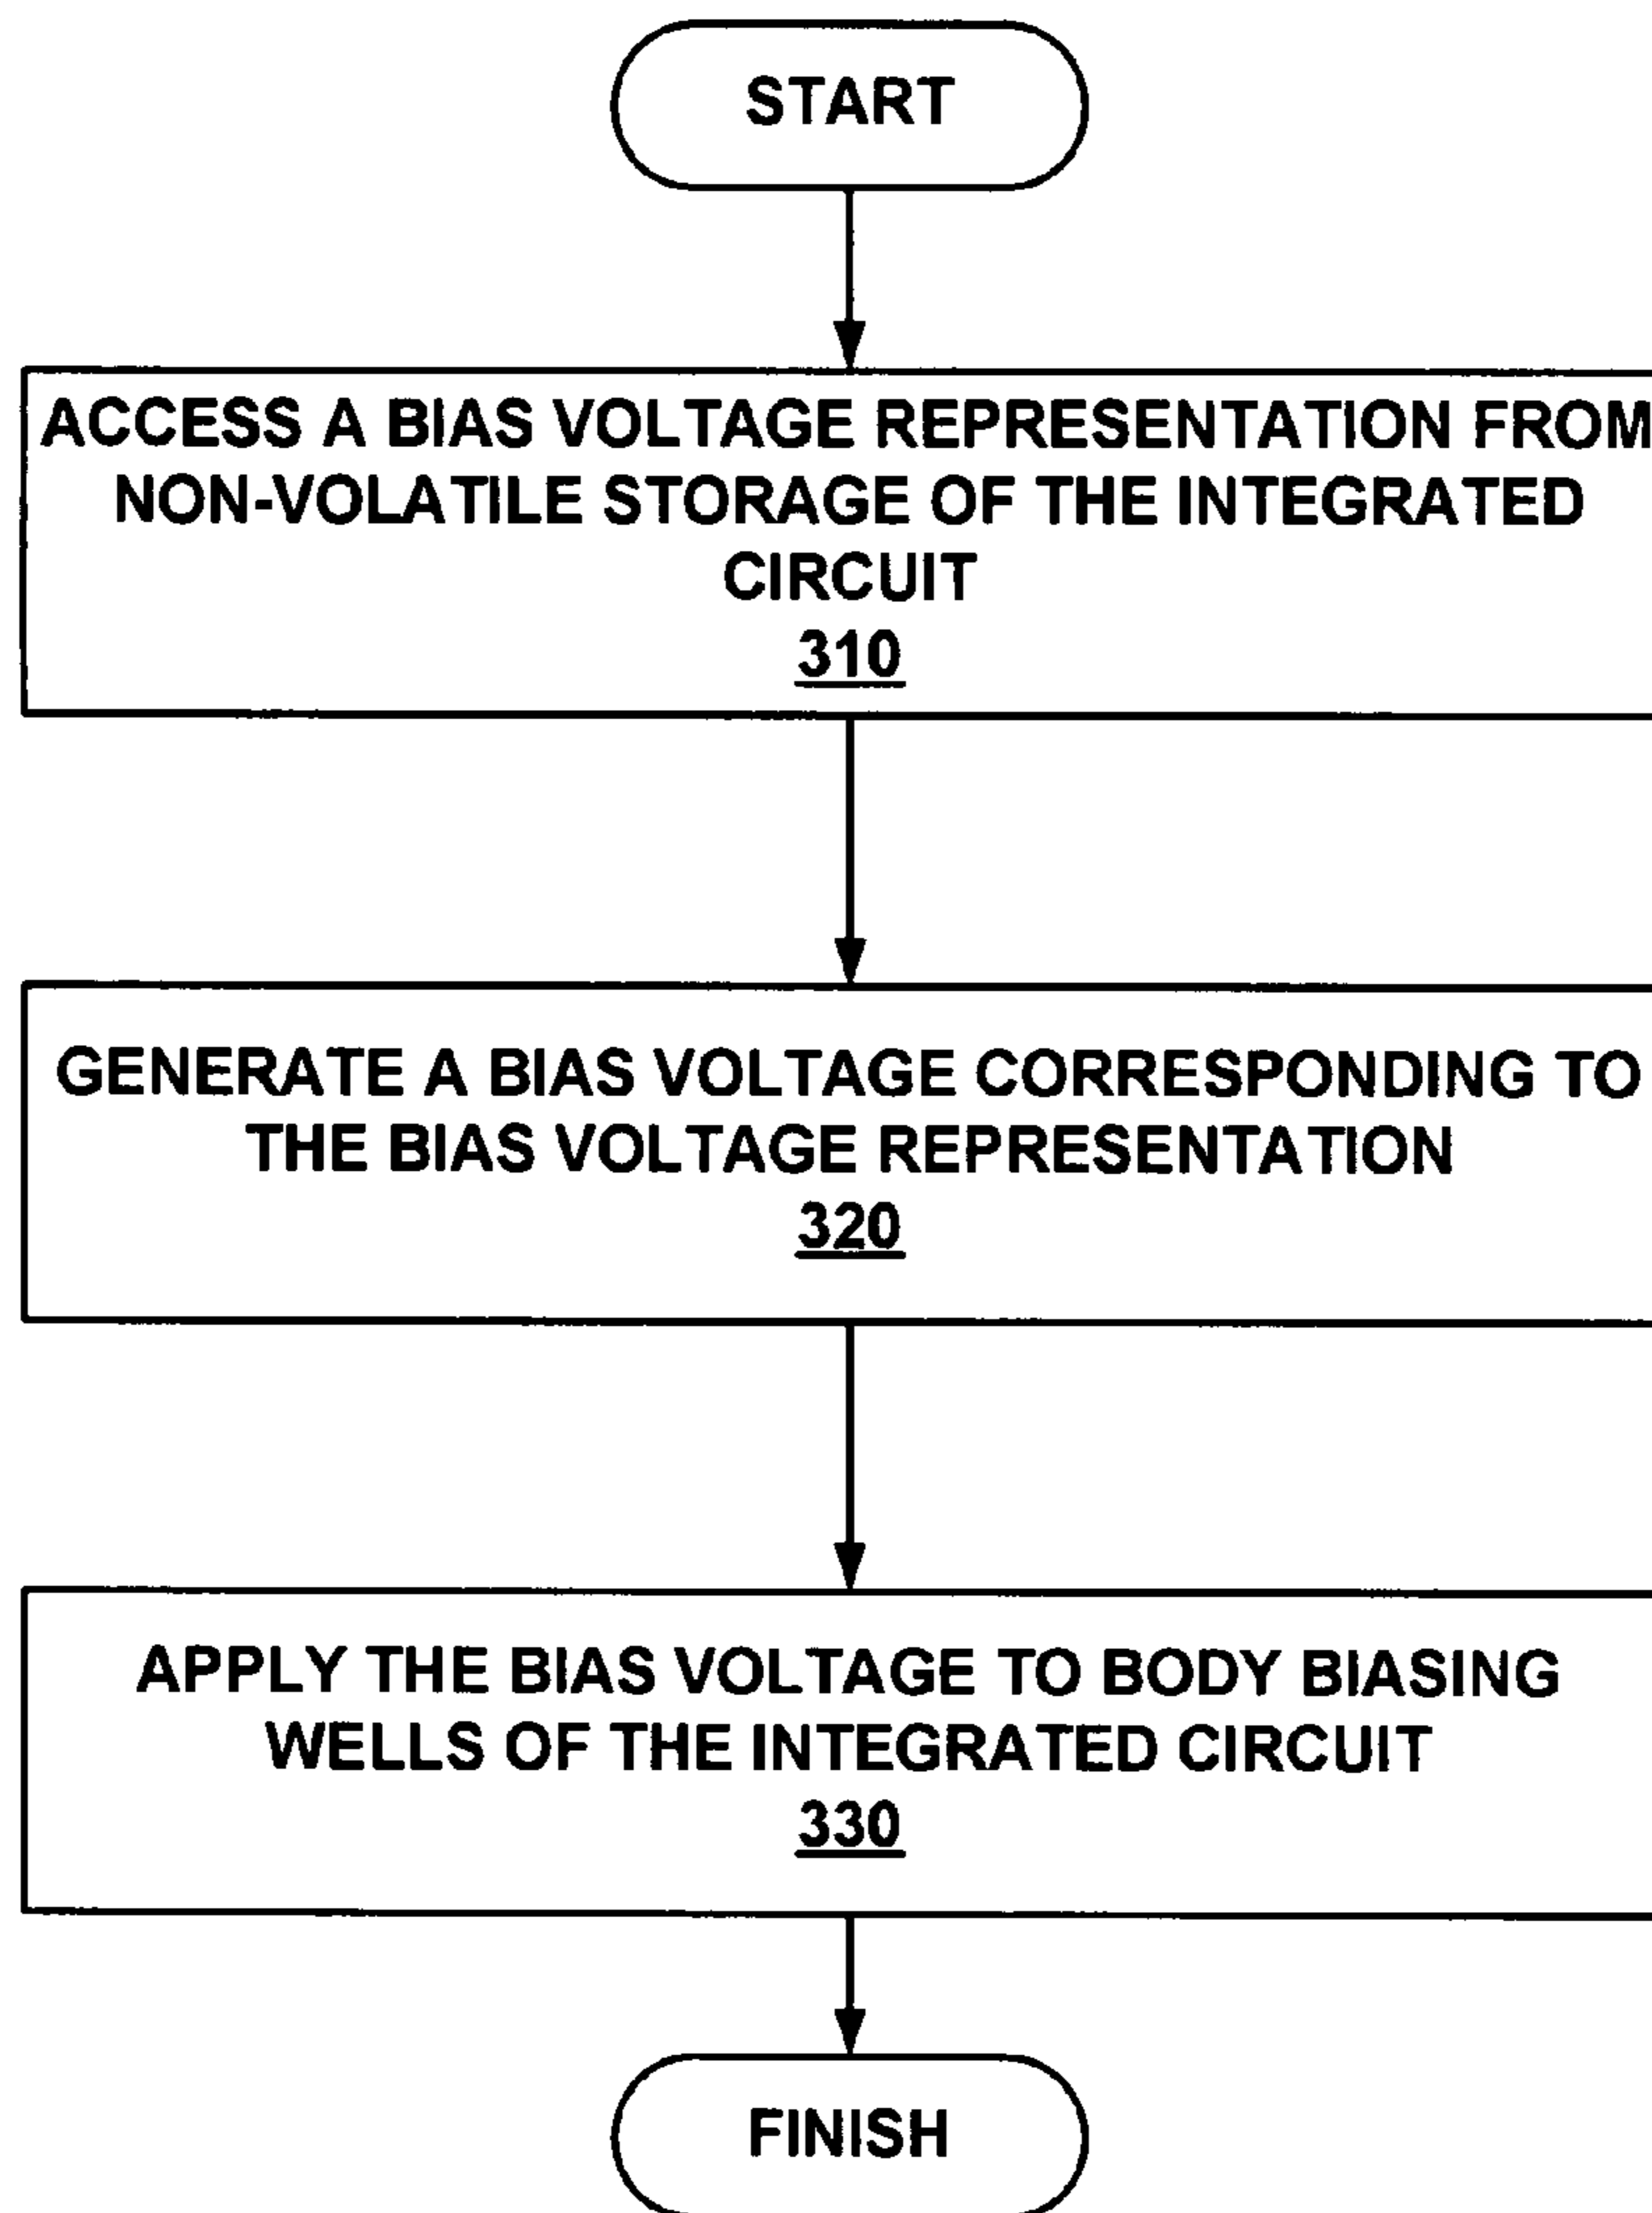 START
ACCESS A BIAS VOLTAGE REPRESENTATION FROM
NON-VOLATILE STORAGE OF THE INTEGRATED
CIRCUIT
310
GENERATE A BIAS VOLTAGE CORRESPONDING TO
THE BIAS VOLTAGE REPRESENTATION
320
APPLY THE BIAS VOLTAGE TO BODY BIASING
WELLS OF THE INTEGRATED CIRCUIT
330
FINISH